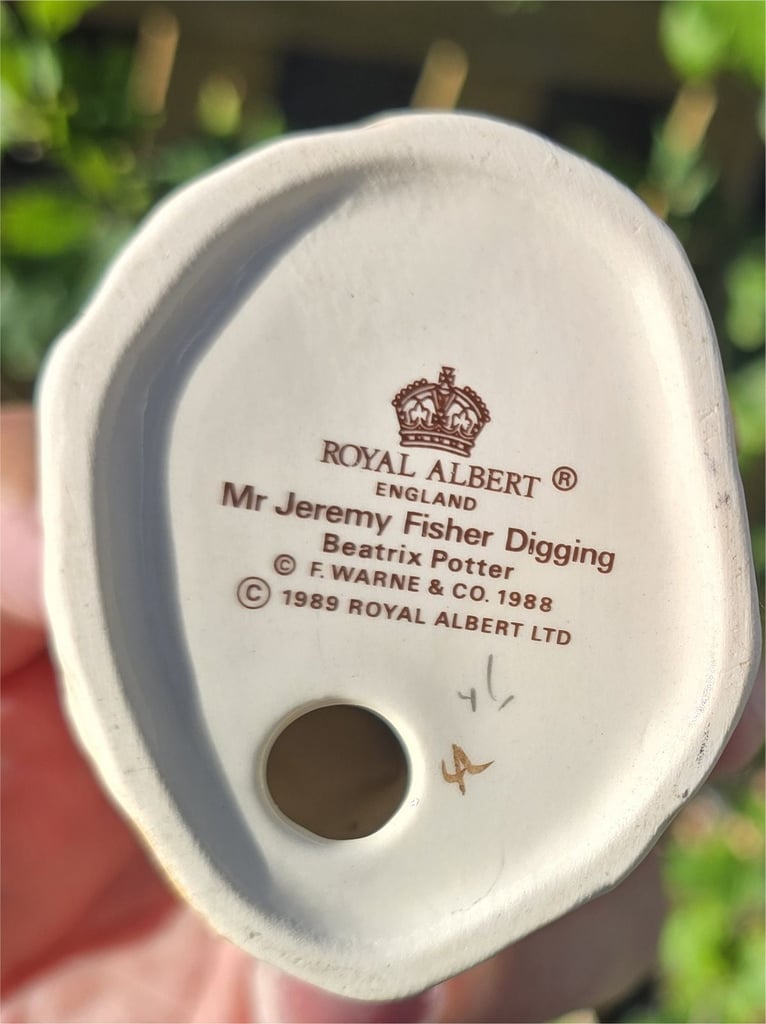 ROYAL ALBERT ®
ENGLAND
Mr Jeremy Fisher Digging
Beatrix Potter
© F. WARNE & CO. 1988
© 1989 ROYAL ALBERT LTD